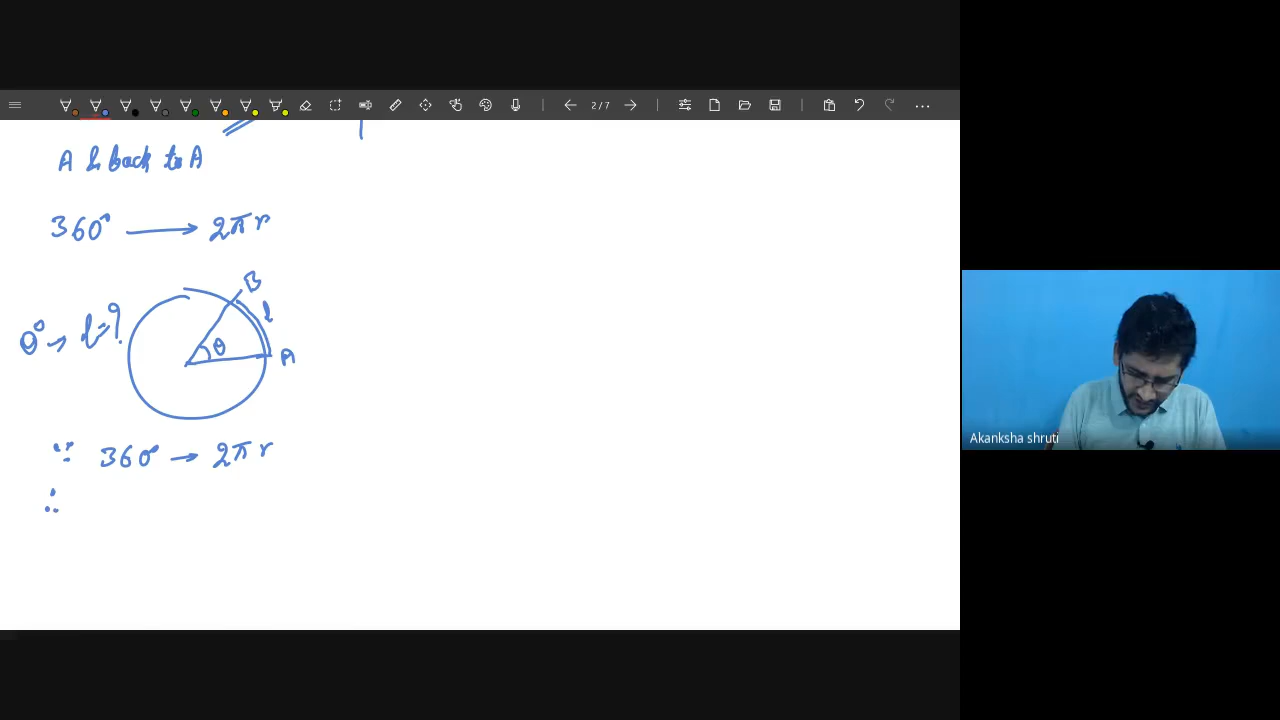 2/7
A & back to A
360° → 2πr
B
l
θ° → l=?
θ
A
∵ 360° → 2πr
∴
Akanksha shruti